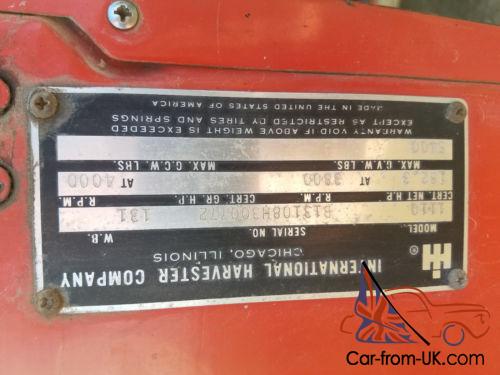 IH ®
INTERNATIONAL HARVESTER COMPANY
CHICAGO, ILLINOIS
MODEL SERIAL NO. W.B.
131
CERT. NET H.P. R.P.M. CERT. GR. H.P. R.P.M.
AT 3800 AT 4000
MAX. G.V.W. LBS. MAX. G.C.W. LBS.
5400
WARRANTY VOID IF ABOVE WEIGHT IS EXCEEDED
EXCEPT AS RESTRICTED BY TIRES AND SPRINGS
MADE IN THE UNITED STATES OF AMERICA
Car-from-UK.com